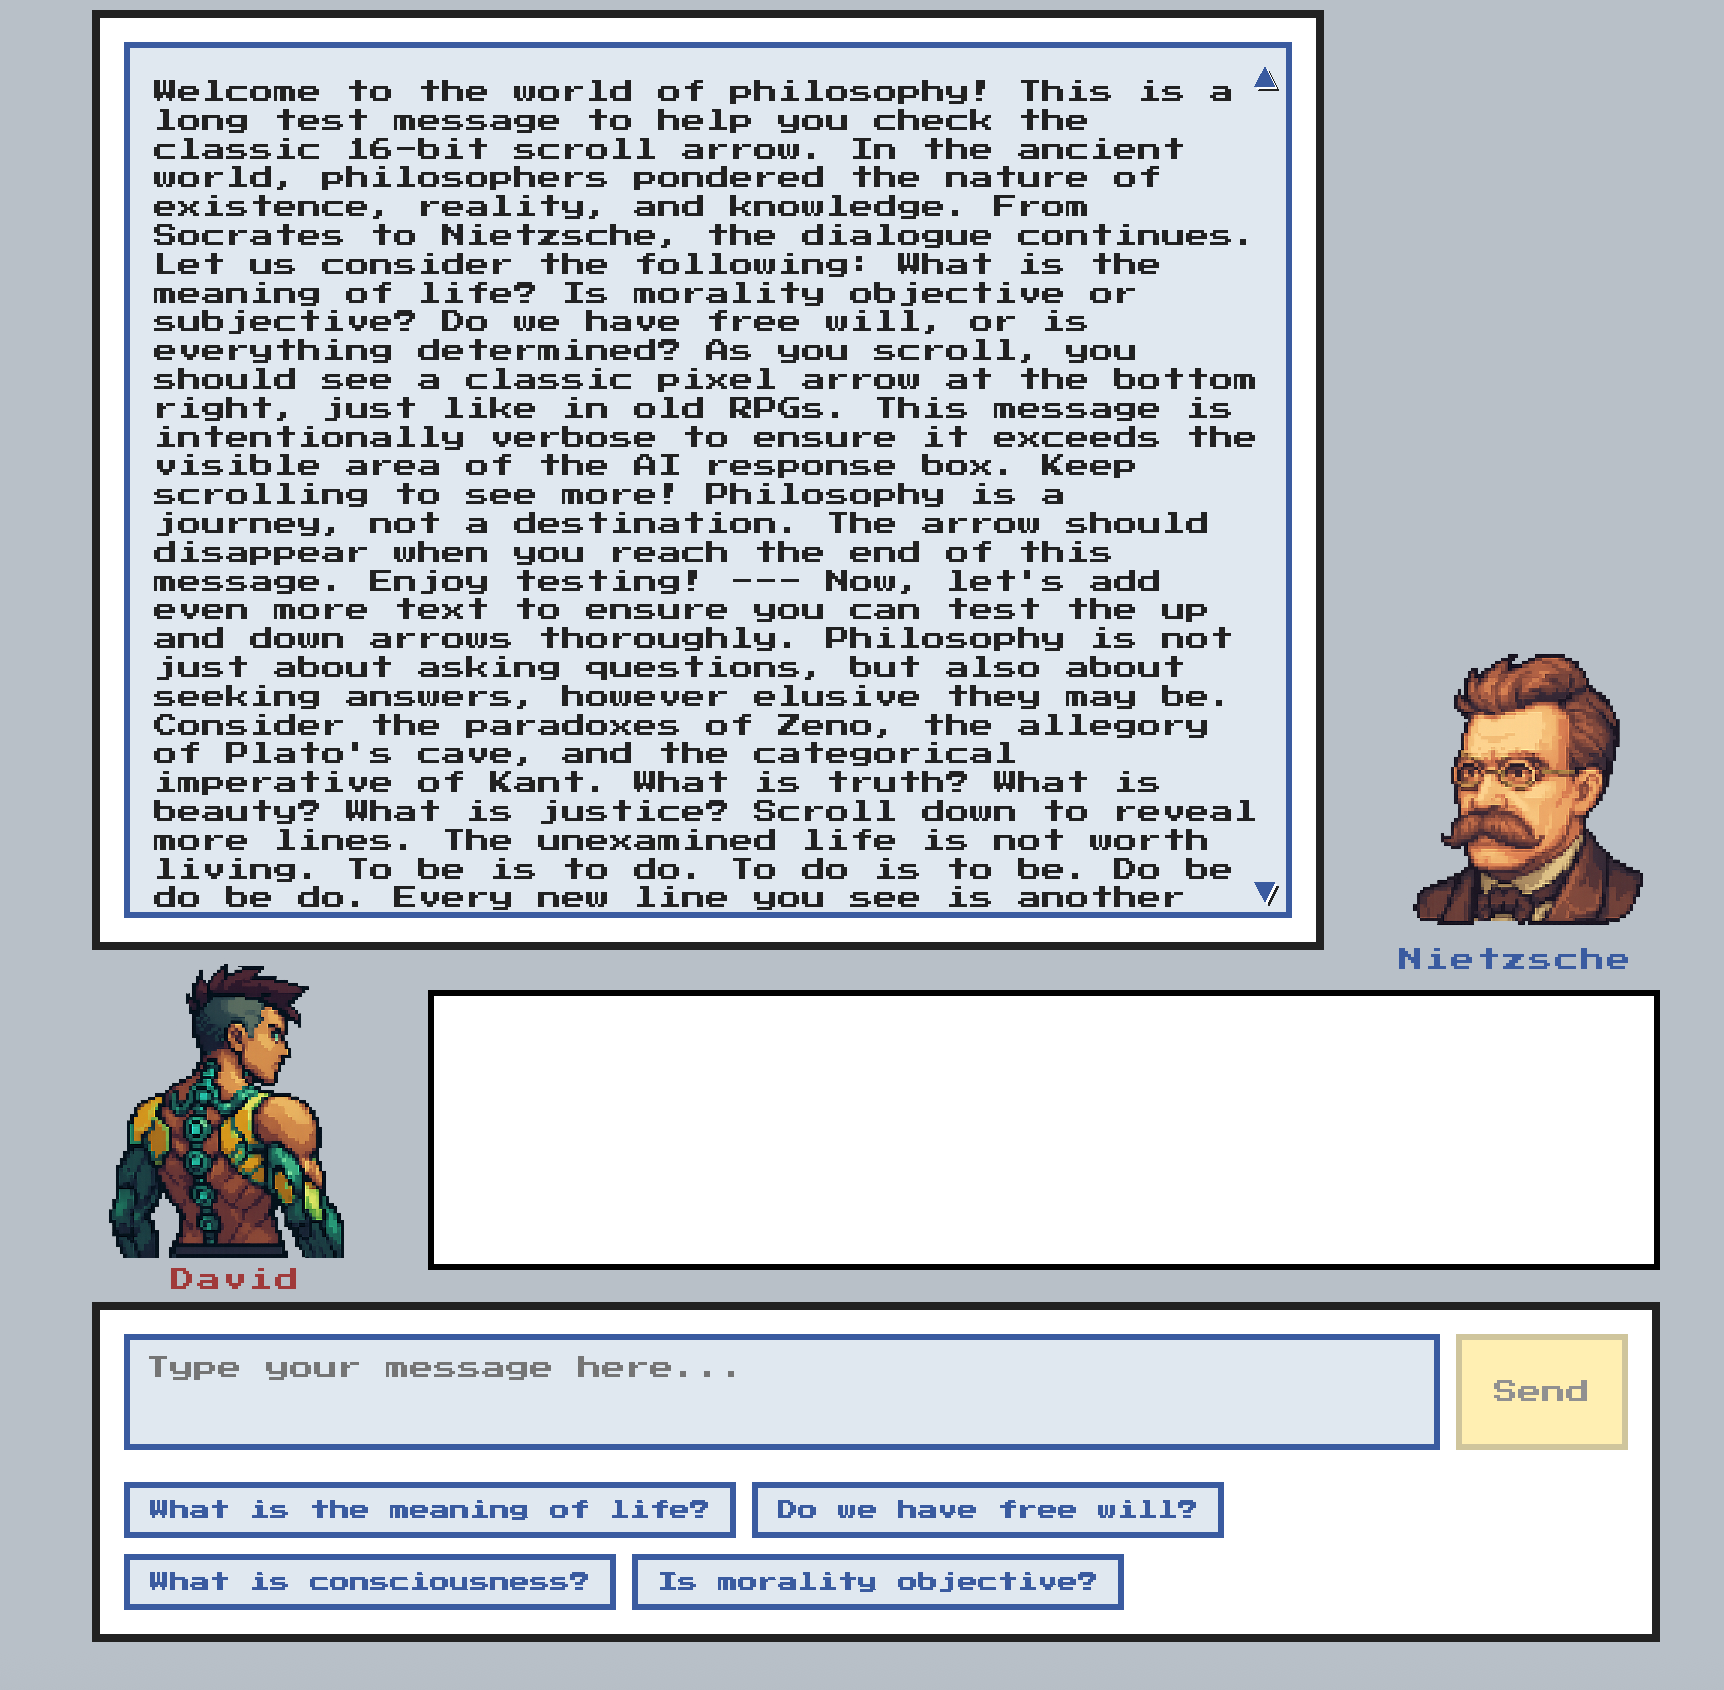 Welcome to the world of philosophy! This is a
long test message to help you check the
classic 16-bit scroll arrow. In the ancient
world, philosophers pondered the nature of
existence, reality, and knowledge. From
Socrates to Nietzsche, the dialogue continues.
Let us consider the following: What is the
meaning of life? Is morality objective or
subjective? Do we have free will, or is
everything determined? As you scroll, you
should see a classic pixel arrow at the bottom
right, just like in old RPGs. This message is
intentionally verbose to ensure it exceeds the
visible area of the AI response box. Keep
scrolling to see more! Philosophy is a
journey, not a destination. The arrow should
disappear when you reach the end of this
message. Enjoy testing! --- Now, let's add
even more text to ensure you can test the up
and down arrows thoroughly. Philosophy is not
just about asking questions, but also about
seeking answers, however elusive they may be.
Consider the paradoxes of Zeno, the allegory
of Plato's cave, and the categorical
imperative of Kant. What is truth? What is
beauty? What is justice? Scroll down to reveal
more lines. The unexamined life is not worth
living. To be is to do. To do is to be. Do be
do be do. Every new line you see is another
Nietzsche
David
Type your message here...
Send
What is the meaning of life?
Do we have free will?
What is consciousness?
Is morality objective?